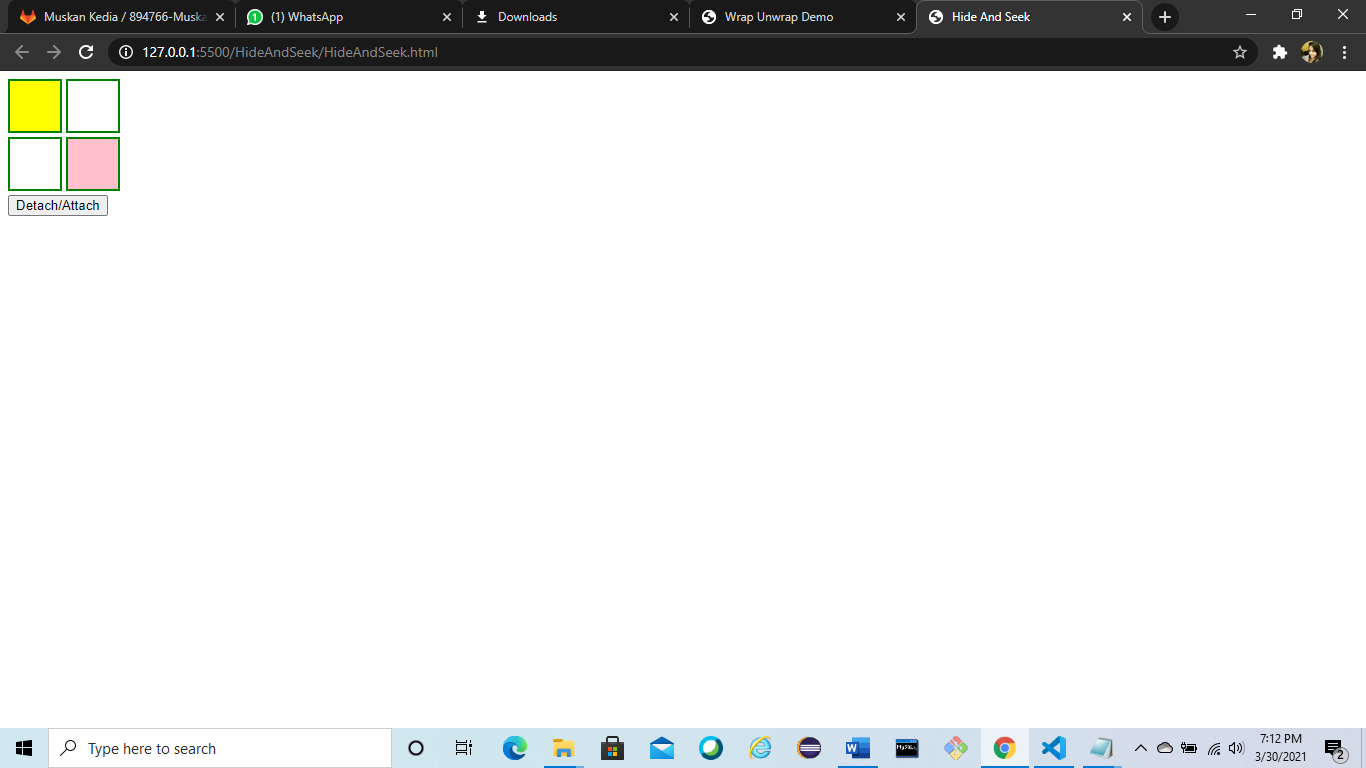 Muskan Kedia / 894766-Muska
(1) WhatsApp
Downloads
Wrap Unwrap Demo
Hide And Seek
127.0.0.1:5500/HideAndSeek/HideAndSeek.html
Detach/Attach
Type here to search
7:12 PM
3/30/2021
2